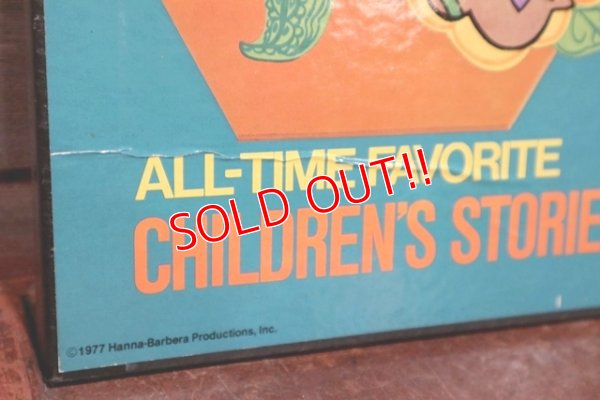 ALL-TIME FAVORITE
SOLD OUT!!
CHILDREN'S STORIE
©1977 Hanna-Barbera Productions, Inc.